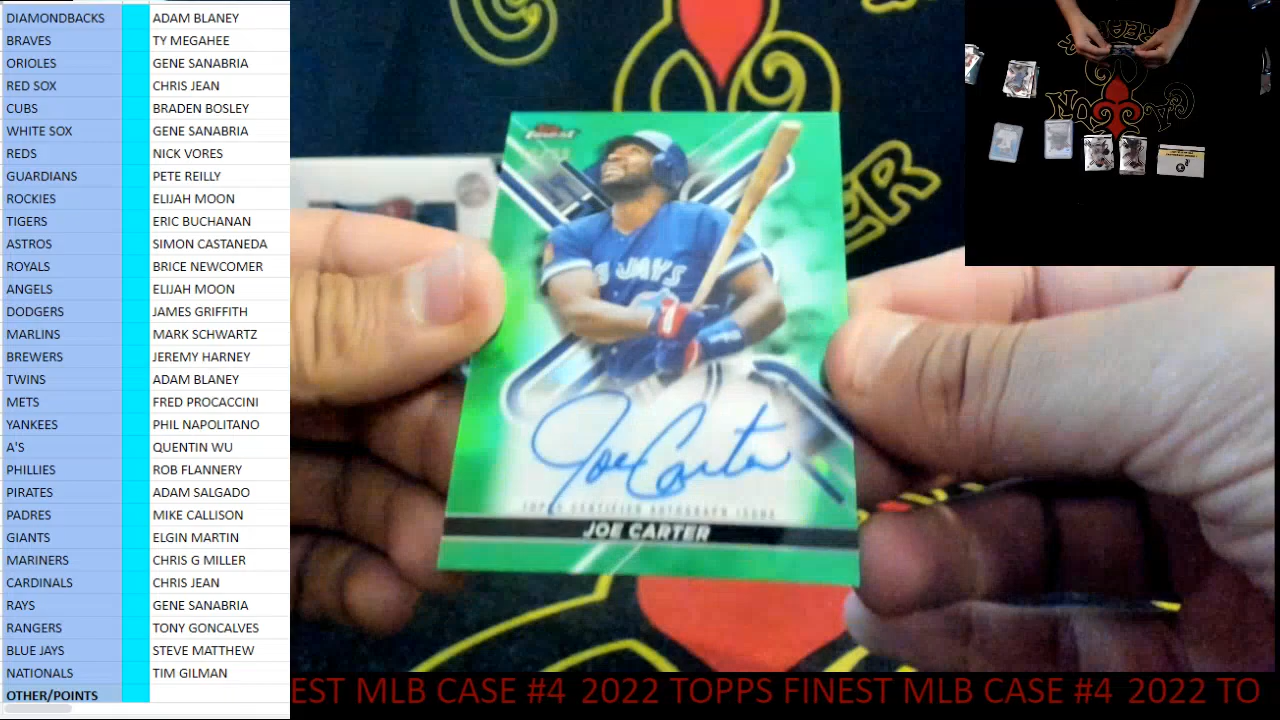 DIAMONDBACKS ADAM BLANEY
BRAVES TY MEGAHEE
ORIOLES GENE SANABRIA
RED SOX CHRIS JEAN
CUBS BRADEN BOSLEY
WHITE SOX GENE SANABRIA
REDS NICK VORES
GUARDIANS PETE REILLY
ROCKIES ELIJAH MOON
TIGERS ERIC BUCHANAN
ASTROS SIMON CASTANEDA
ROYALS BRICE NEWCOMER
ANGELS ELIJAH MOON
DODGERS JAMES GRIFFITH
MARLINS MARK SCHWARTZ
BREWERS JEREMY HARNEY
TWINS ADAM BLANEY
METS FRED PROCACCINI
YANKEES PHIL NAPOLITANO
A'S QUENTIN WU
PHILLIES ROB FLANNERY
PIRATES ADAM SALGADO
PADRES MIKE CALLISON
GIANTS ELGIN MARTIN
MARINERS CHRIS G MILLER
CARDINALS CHRIS JEAN
RAYS GENE SANABRIA
RANGERS TONY GONCALVES
BLUE JAYS STEVE MATTHEW
NATIONALS TIM GILMAN
OTHER/POINTS
FINEST
JAYS
Joe Carter
TOPPS CERTIFIED AUTOGRAPH ISSUE
JOE CARTER
ER
EST MLB CASE #4 2022 TOPPS FINEST MLB CASE #4 2022 TO